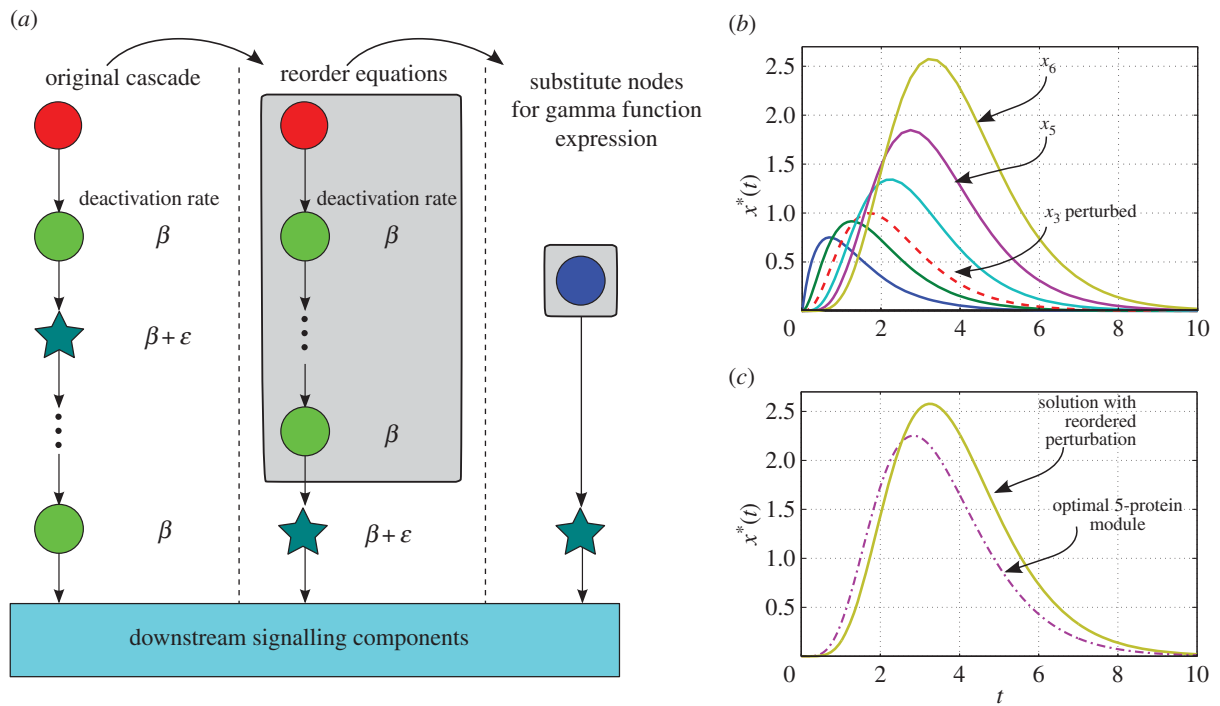 (a)
original cascade
deactivation rate
β
β + ε
β
reorder equations
deactivation rate
β
β
β + ε
substitute nodes
for gamma function
expression
downstream signalling components
(b)
x*(t)
2.5
2.0
1.5
1.0
0.5
0 2 4 6 8 10
x6
x5
x3 perturbed
(c)
x*(t)
2.5
2.0
1.5
1.0
0.5
0 2 4 6 8 10
t
solution with
reordered
perturbation
optimal 5-protein
module